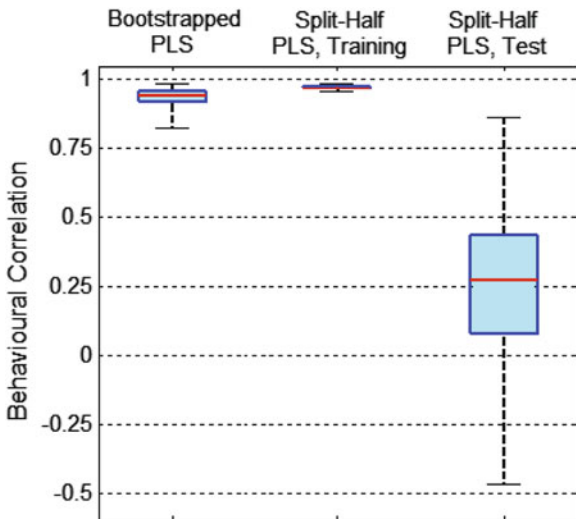 Bootstrapped
PLS
Split-Half
PLS, Training
Split-Half
PLS, Test
Behavioural Correlation
1
0.75
0.5
0.25
0
-0.25
-0.5